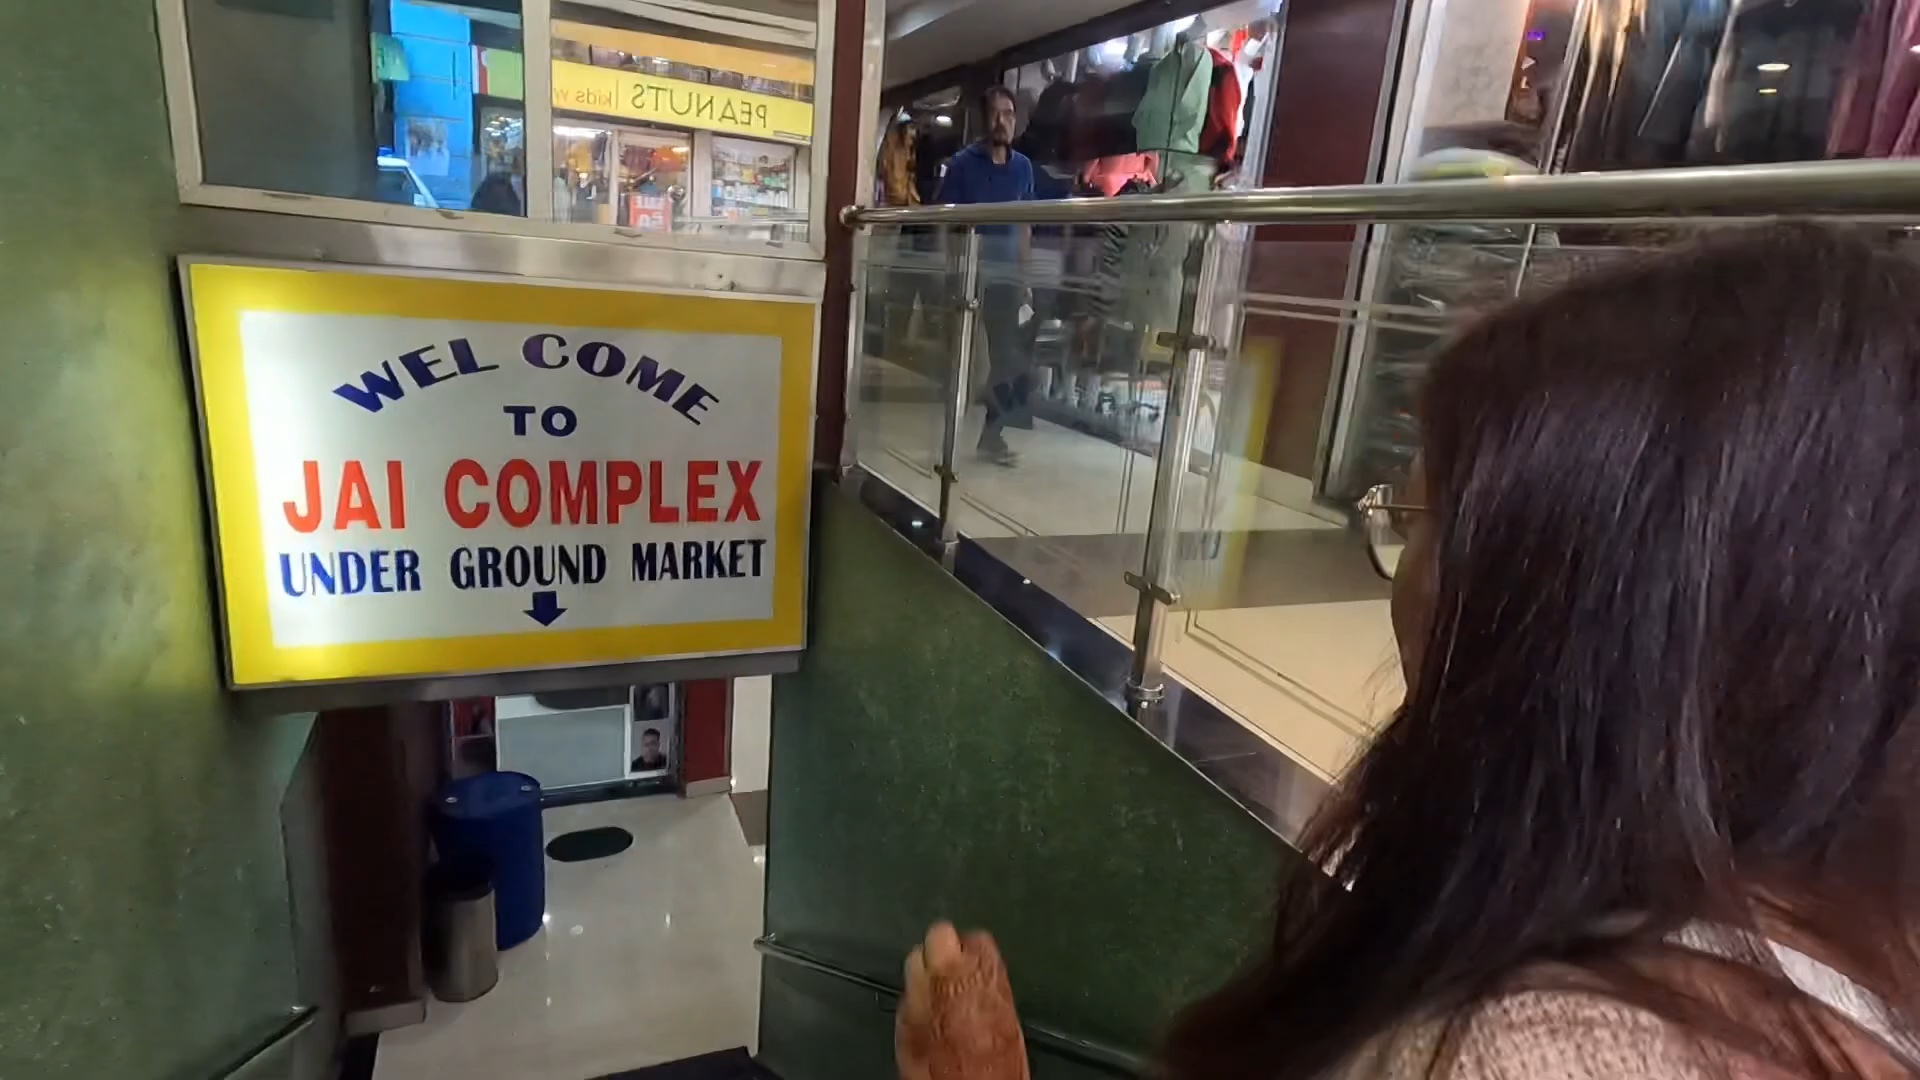 PEANUTS | kids
WEL COME
TO
JAI COMPLEX
UNDER GROUND MARKET